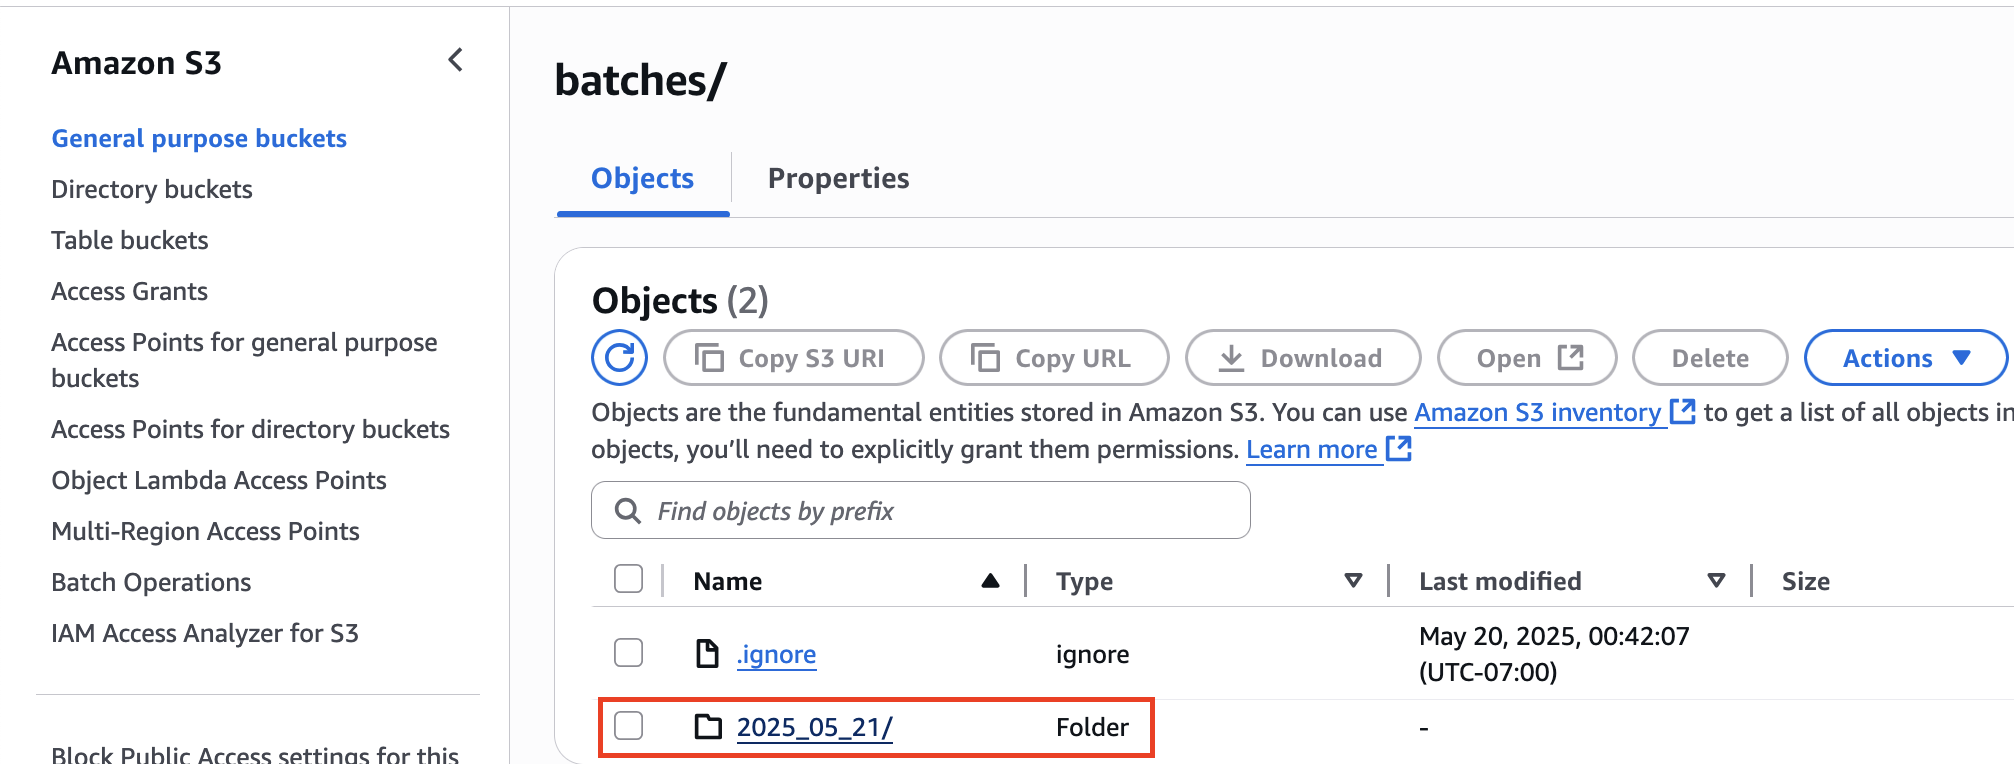 Amazon S3
General purpose buckets
Directory buckets
Table buckets
Access Grants
Access Points for general purpose
buckets
Access Points for directory buckets
Object Lambda Access Points
Multi-Region Access Points
Batch Operations
IAM Access Analyzer for S3
Block Public Access settings for this
batches/
Objects
Properties
Objects (2)
Copy S3 URI
Copy URL
Download
Open
Delete
Actions
Objects are the fundamental entities stored in Amazon S3. You can use Amazon S3 inventory to get a list of all objects in
objects, you’ll need to explicitly grant them permissions. Learn more
Find objects by prefix
Name Type Last modified Size
.ignore ignore May 20, 2025, 00:42:07
(UTC-07:00)
2025_05_21/ Folder -